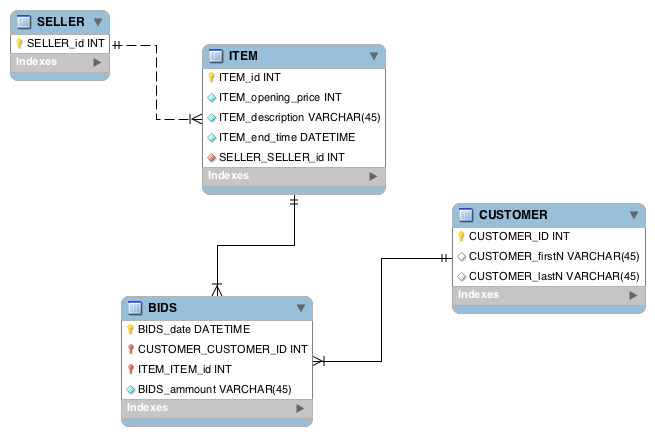 SELLER
SELLER_id INT
Indexes
ITEM
ITEM_id INT
ITEM_opening_price INT
ITEM_description VARCHAR(45)
ITEM_end_time DATETIME
SELLER_SELLER_id INT
Indexes
CUSTOMER
CUSTOMER_ID INT
CUSTOMER_firstN VARCHAR(45)
CUSTOMER_lastN VARCHAR(45)
Indexes
BIDS
BIDS_date DATETIME
CUSTOMER_CUSTOMER_ID INT
ITEM_ITEM_id INT
BIDS_ammount VARCHAR(45)
Indexes